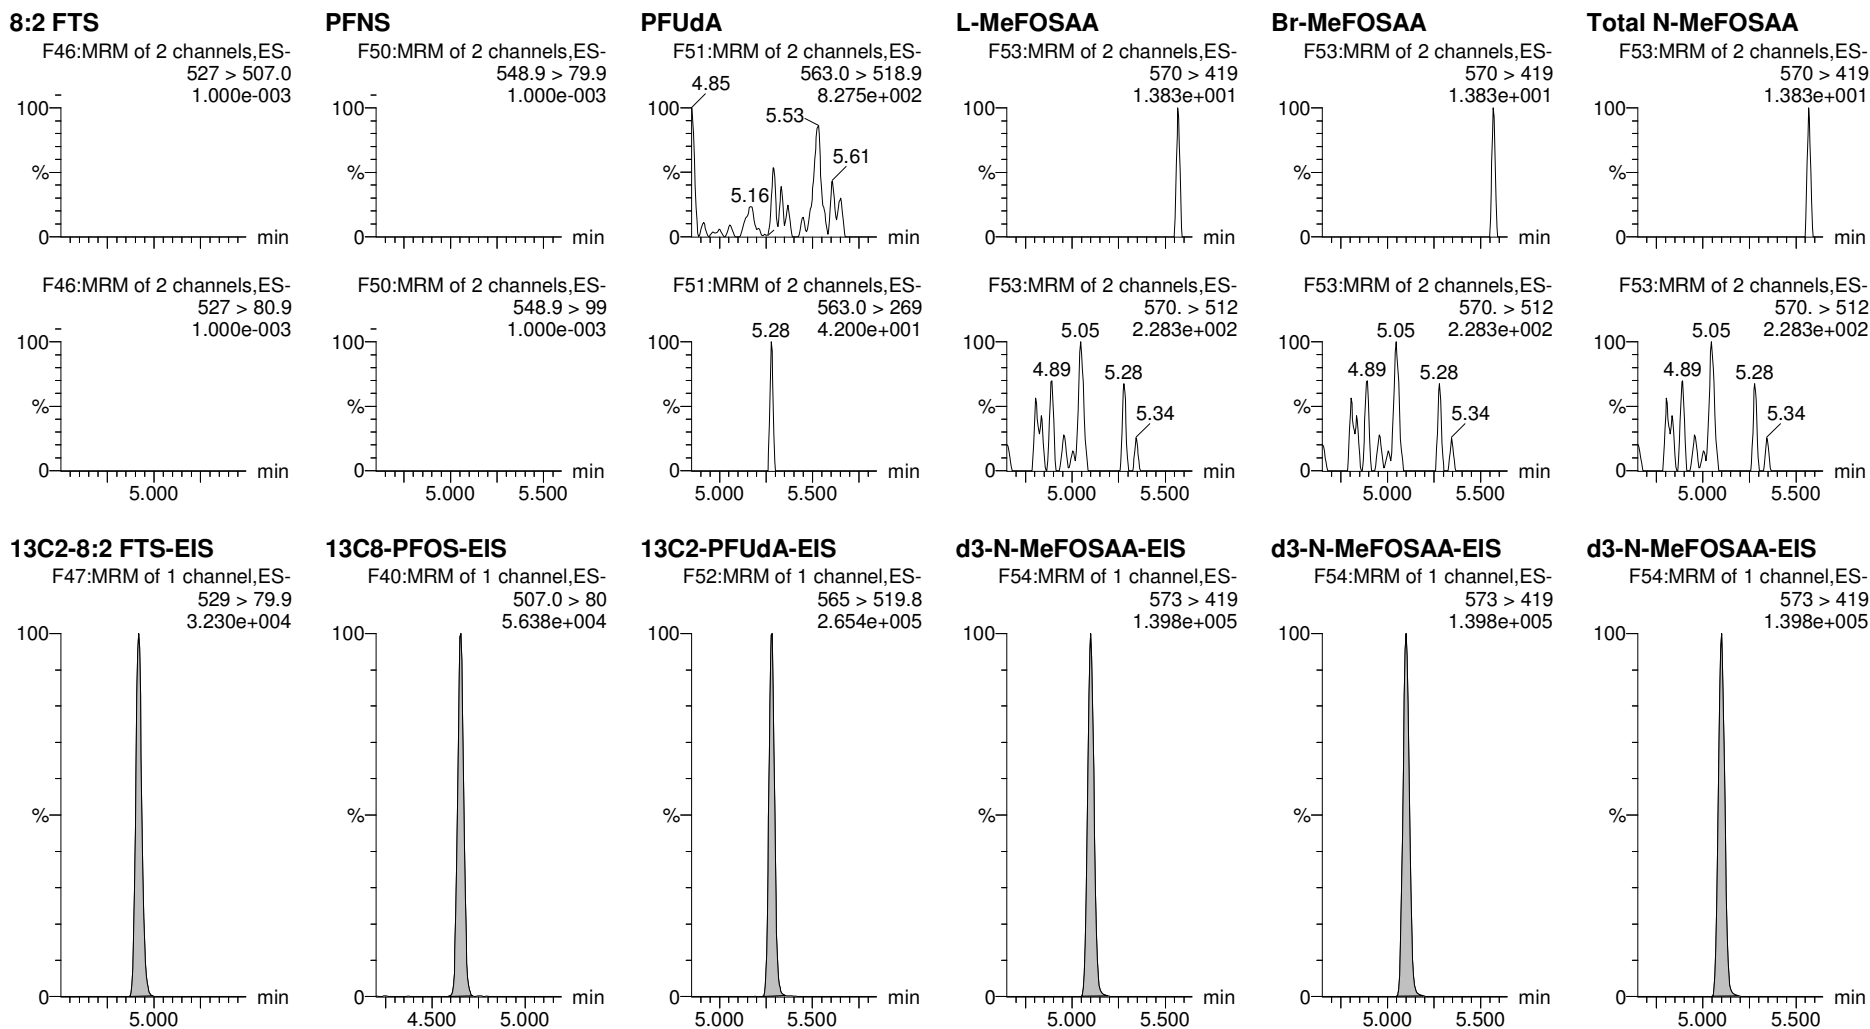 8:2 FTS
F46:MRM of 2 channels,ES-
527 > 507.0
1.000e-003
100
%
0
min
F46:MRM of 2 channels,ES-
527 > 80.9
1.000e-003
100
%
0
min
5.000
PFNS
F50:MRM of 2 channels,ES-
548.9 > 79.9
1.000e-003
100
%
0
min
F50:MRM of 2 channels,ES-
548.9 > 99
1.000e-003
100
%
0
min
5.000 5.500
PFUdA
F51:MRM of 2 channels,ES-
563.0 > 518.9
8.275e+002
4.85
5.53
5.61
5.16
100
%
0
min
F51:MRM of 2 channels,ES-
563.0 > 269
4.200e+001
5.28
100
%
0
min
5.000 5.500
L-MeFOSAA
F53:MRM of 2 channels,ES-
570 > 419
1.383e+001
100
%
0
min
F53:MRM of 2 channels,ES-
570. > 512
2.283e+002
5.05
4.89
5.28
5.34
100
%
0
min
5.000 5.500
Br-MeFOSAA
F53:MRM of 2 channels,ES-
570 > 419
1.383e+001
100
%
0
min
F53:MRM of 2 channels,ES-
570. > 512
2.283e+002
5.05
4.89
5.28
5.34
100
%
0
min
5.000 5.500
Total N-MeFOSAA
F53:MRM of 2 channels,ES-
570 > 419
1.383e+001
100
%
0
min
F53:MRM of 2 channels,ES-
570. > 512
2.283e+002
5.05
4.89
5.28
5.34
100
%
0
min
5.000 5.500
13C2-8:2 FTS-EIS
F47:MRM of 1 channel,ES-
529 > 79.9
3.230e+004
100
%
0
min
5.000
13C8-PFOS-EIS
F40:MRM of 1 channel,ES-
507.0 > 80
5.638e+004
100
%
0
min
4.500 5.000
13C2-PFUdA-EIS
F52:MRM of 1 channel,ES-
565 > 519.8
2.654e+005
100
%
0
min
5.000 5.500
d3-N-MeFOSAA-EIS
F54:MRM of 1 channel,ES-
573 > 419
1.398e+005
100
%
0
min
5.000 5.500
d3-N-MeFOSAA-EIS
F54:MRM of 1 channel,ES-
573 > 419
1.398e+005
100
%
0
min
5.000 5.500
d3-N-MeFOSAA-EIS
F54:MRM of 1 channel,ES-
573 > 419
1.398e+005
100
%
0
min
5.000 5.500